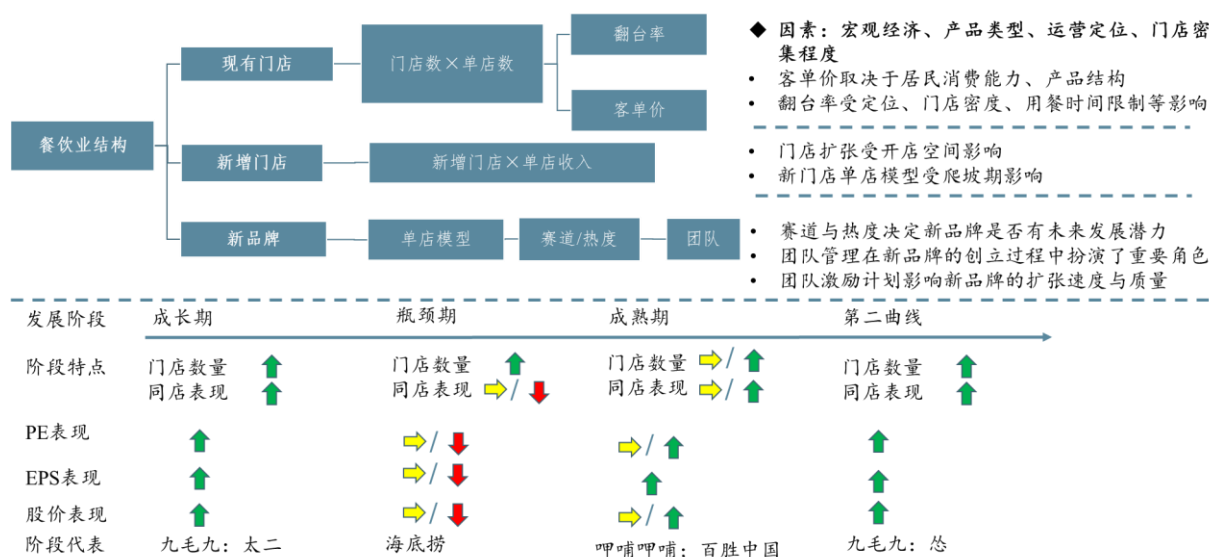 餐饮业结构
现有门店
门店数×单店数
翻台率
客单价
新增门店
新增门店×单店收入
新品牌
单店模型
赛道/热度
团队
◆ 因素：宏观经济、产品类型、运营定位、门店密
集程度
• 客单价取决于居民消费能力、产品结构
• 翻台率受定位、门店密度、用餐时间限制等影响
• 门店扩张受开店空间影响
• 新门店单店模型受爬坡期影响
• 赛道与热度决定新品牌是否有未来发展潜力
• 团队管理在新品牌的创立过程中扮演了重要角色
• 团队激励计划影响新品牌的扩张速度与质量
发展阶段 成长期 瓶颈期 成熟期 第二曲线
阶段特点 门店数量 门店数量 门店数量 / 门店数量
同店表现 同店表现 / 同店表现 / 同店表现
PE表现 / /
EPS表现 /
股价表现 / /
阶段代表 九毛九：太二 海底捞 呷哺呷哺：百胜中国 九毛九：怂